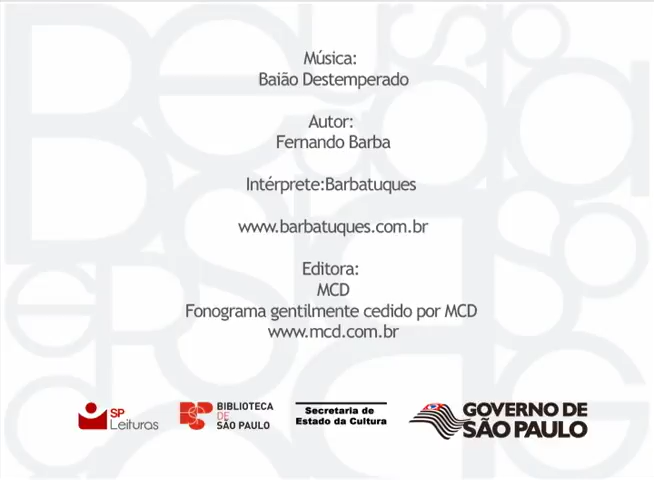 Música:
Baião Destemperado
Autor:
Fernando Barba
Intérprete:Barbatuques
www.barbatuques.com.br
Editora:
MCD
Fonograma gentilmente cedido por MCD
www.mcd.com.br
SP
Leituras
BSP
BIBLIOTECA
DE
SÃO PAULO
Secretaria de
Estado da Cultura
GOVERNO DE
SÃO PAULO